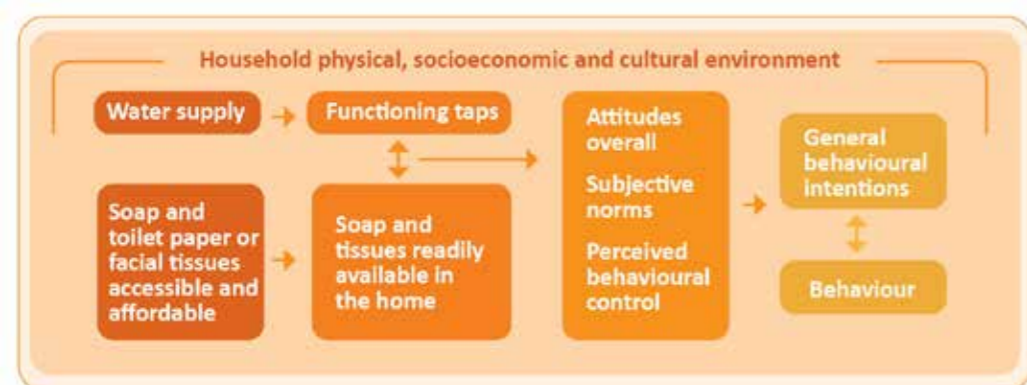 Household physical, socioeconomic and cultural environment
Water supply
Functioning taps
Soap and
toilet paper or
facial tissues
accessible and
affordable
Soap and
tissues readily
available in
the home
Attitudes
overall
Subjective
norms
Perceived
behavioural
control
General
behavioural
intentions
Behaviour